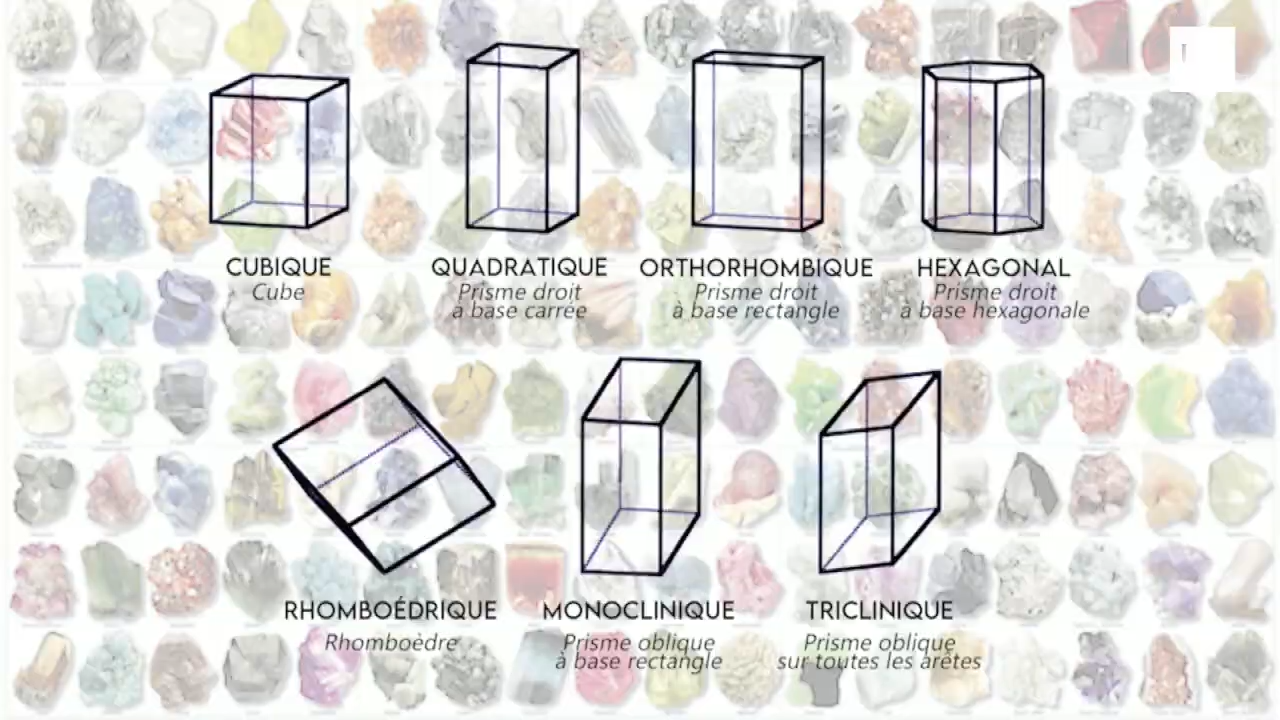 CUBIQUE
Cube
QUADRATIQUE
Prisme droit
à base carrée
ORTHORHOMBIQUE
Prisme droit
à base rectangle
HEXAGONAL
Prisme droit
à base hexagonale
RHOMBOÉDRIQUE
Rhomboèdre
MONOCLINIQUE
Prisme oblique
à base rectangle
TRICLINIQUE
Prisme oblique
sur toutes les arêtes